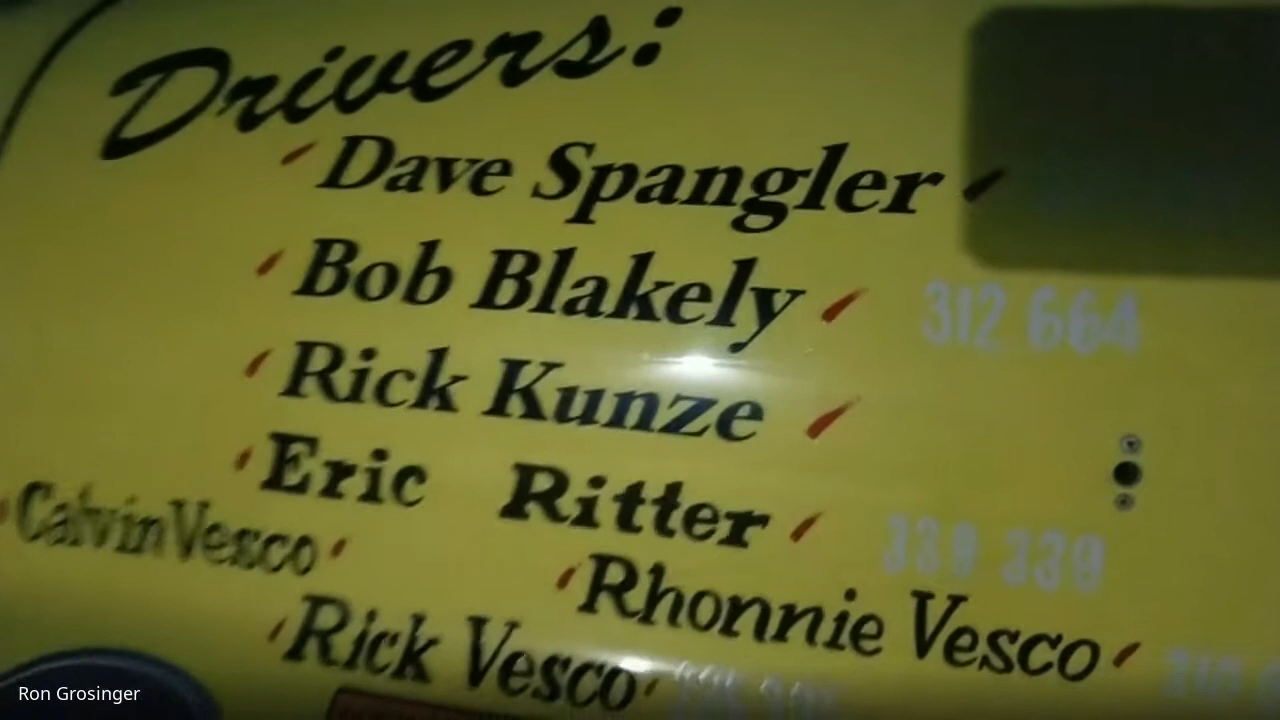 Drivers:
Dave Spangler
Bob Blakely
312 664
Rick Kunze
Eric Ritter
Calvin Vesco
Rhonnie Vesco
Rick Vesco
Ron Grosinger